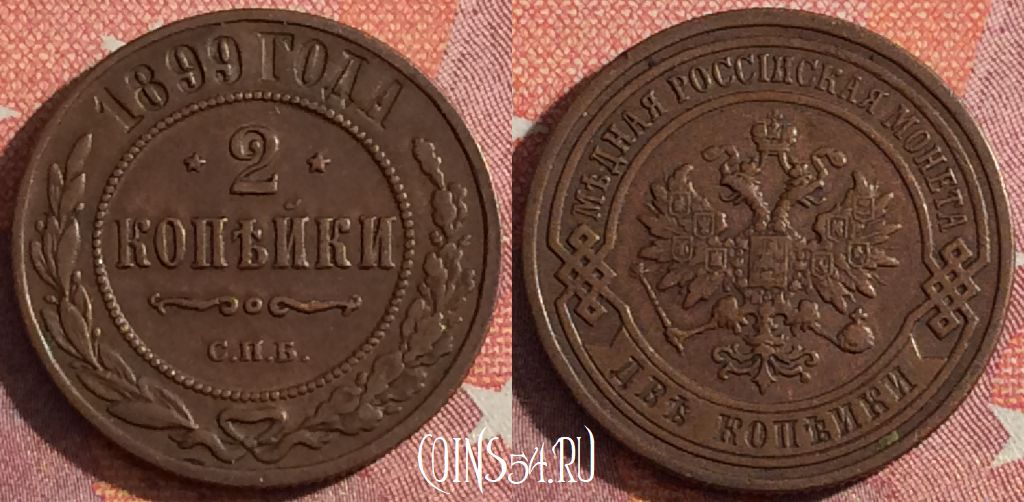 1899 ГОДА
2
КОПѢЙКИ
С.П.Б.
МѢДНАЯ РОССІЙСКАЯ МОНЕТА
ДВѢ КОПѢЙКИ
COINS54.RU